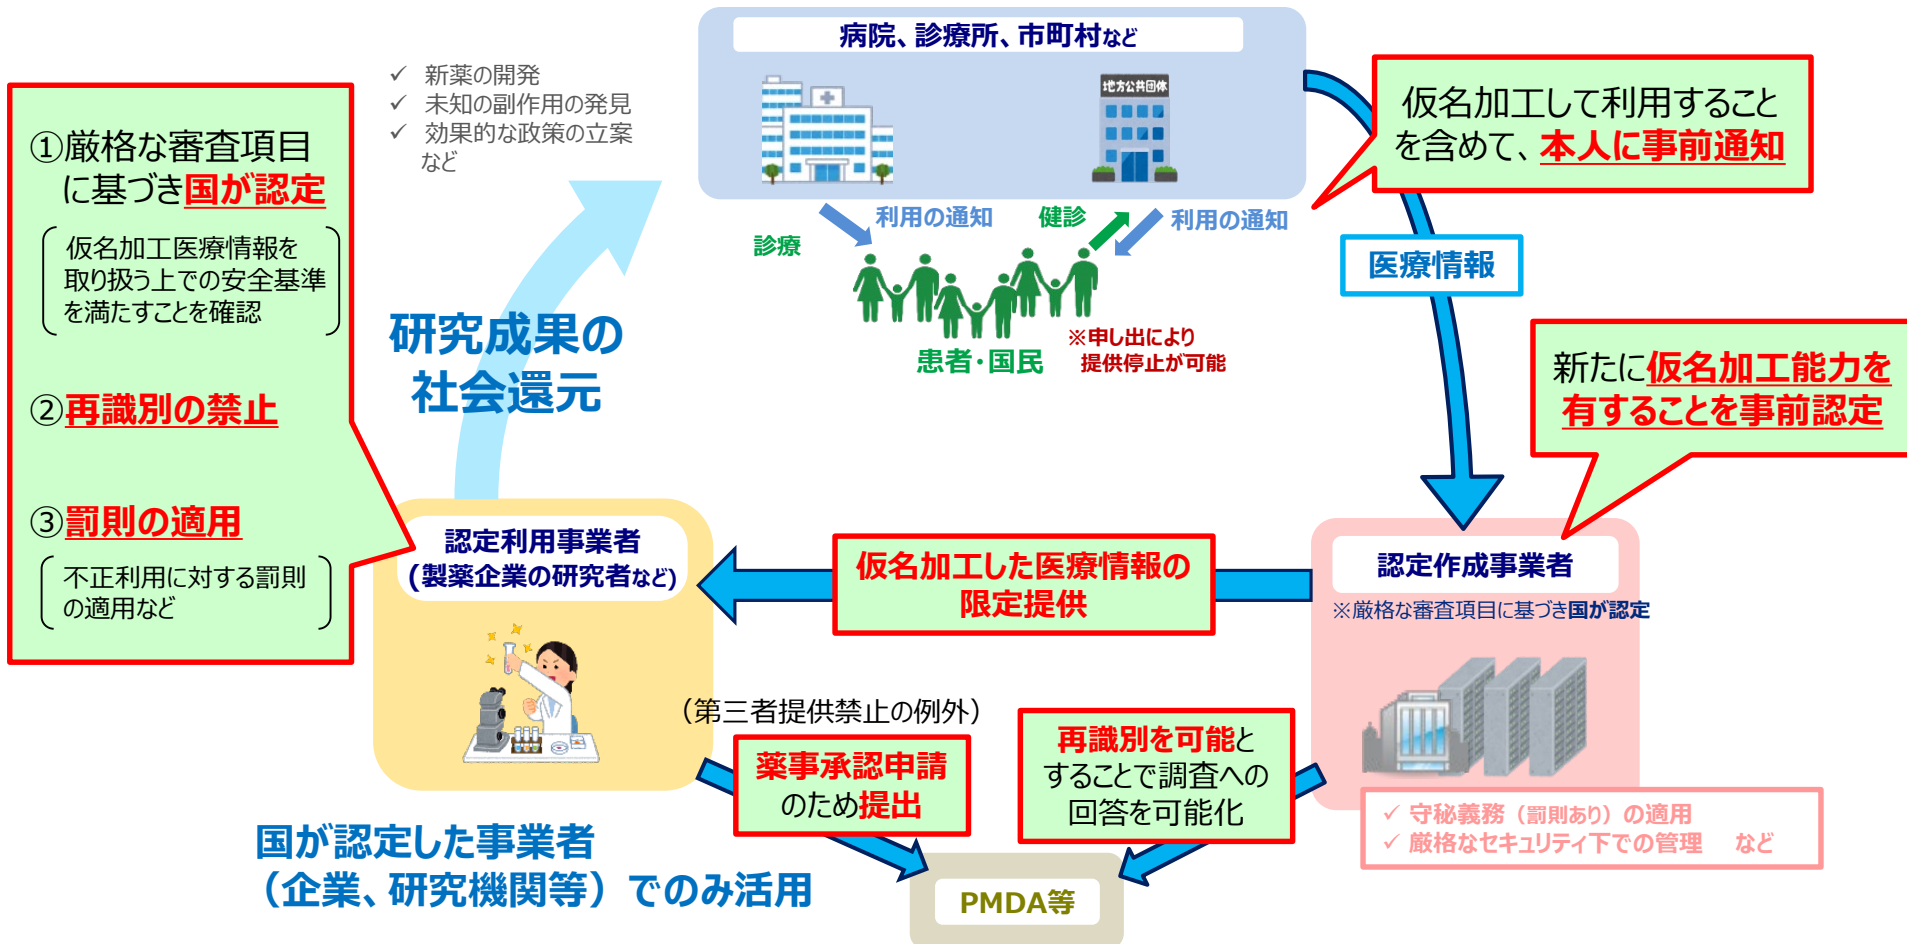 病院、診療所、市町村など
地方公共団体
✓ 新薬の開発
✓ 未知の副作用の発見
✓ 効果的な政策の立案
など
①厳格な審査項目
に基づき国が認定
仮名加工医療情報を
取り扱う上での安全基準
を満たすことを確認
②再識別の禁止
③罰則の適用
不正利用に対する罰則
の適用など
仮名加工して利用すること
を含めて、本人に事前通知
利用の通知
健診
利用の通知
診療
医療情報
患者・国民
※申し出により
提供停止が可能
研究成果の
社会還元
新たに仮名加工能力を
有することを事前認定
認定利用事業者
(製薬企業の研究者など)
仮名加工した医療情報の
限定提供
認定作成事業者
※厳格な審査項目に基づき国が認定
（第三者提供禁止の例外）
薬事承認申請
のため提出
再識別を可能と
することで調査への
回答を可能化
✓ 守秘義務（罰則あり）の適用
✓ 厳格なセキュリティ下での管理 など
国が認定した事業者
（企業、研究機関等）でのみ活用
PMDA等